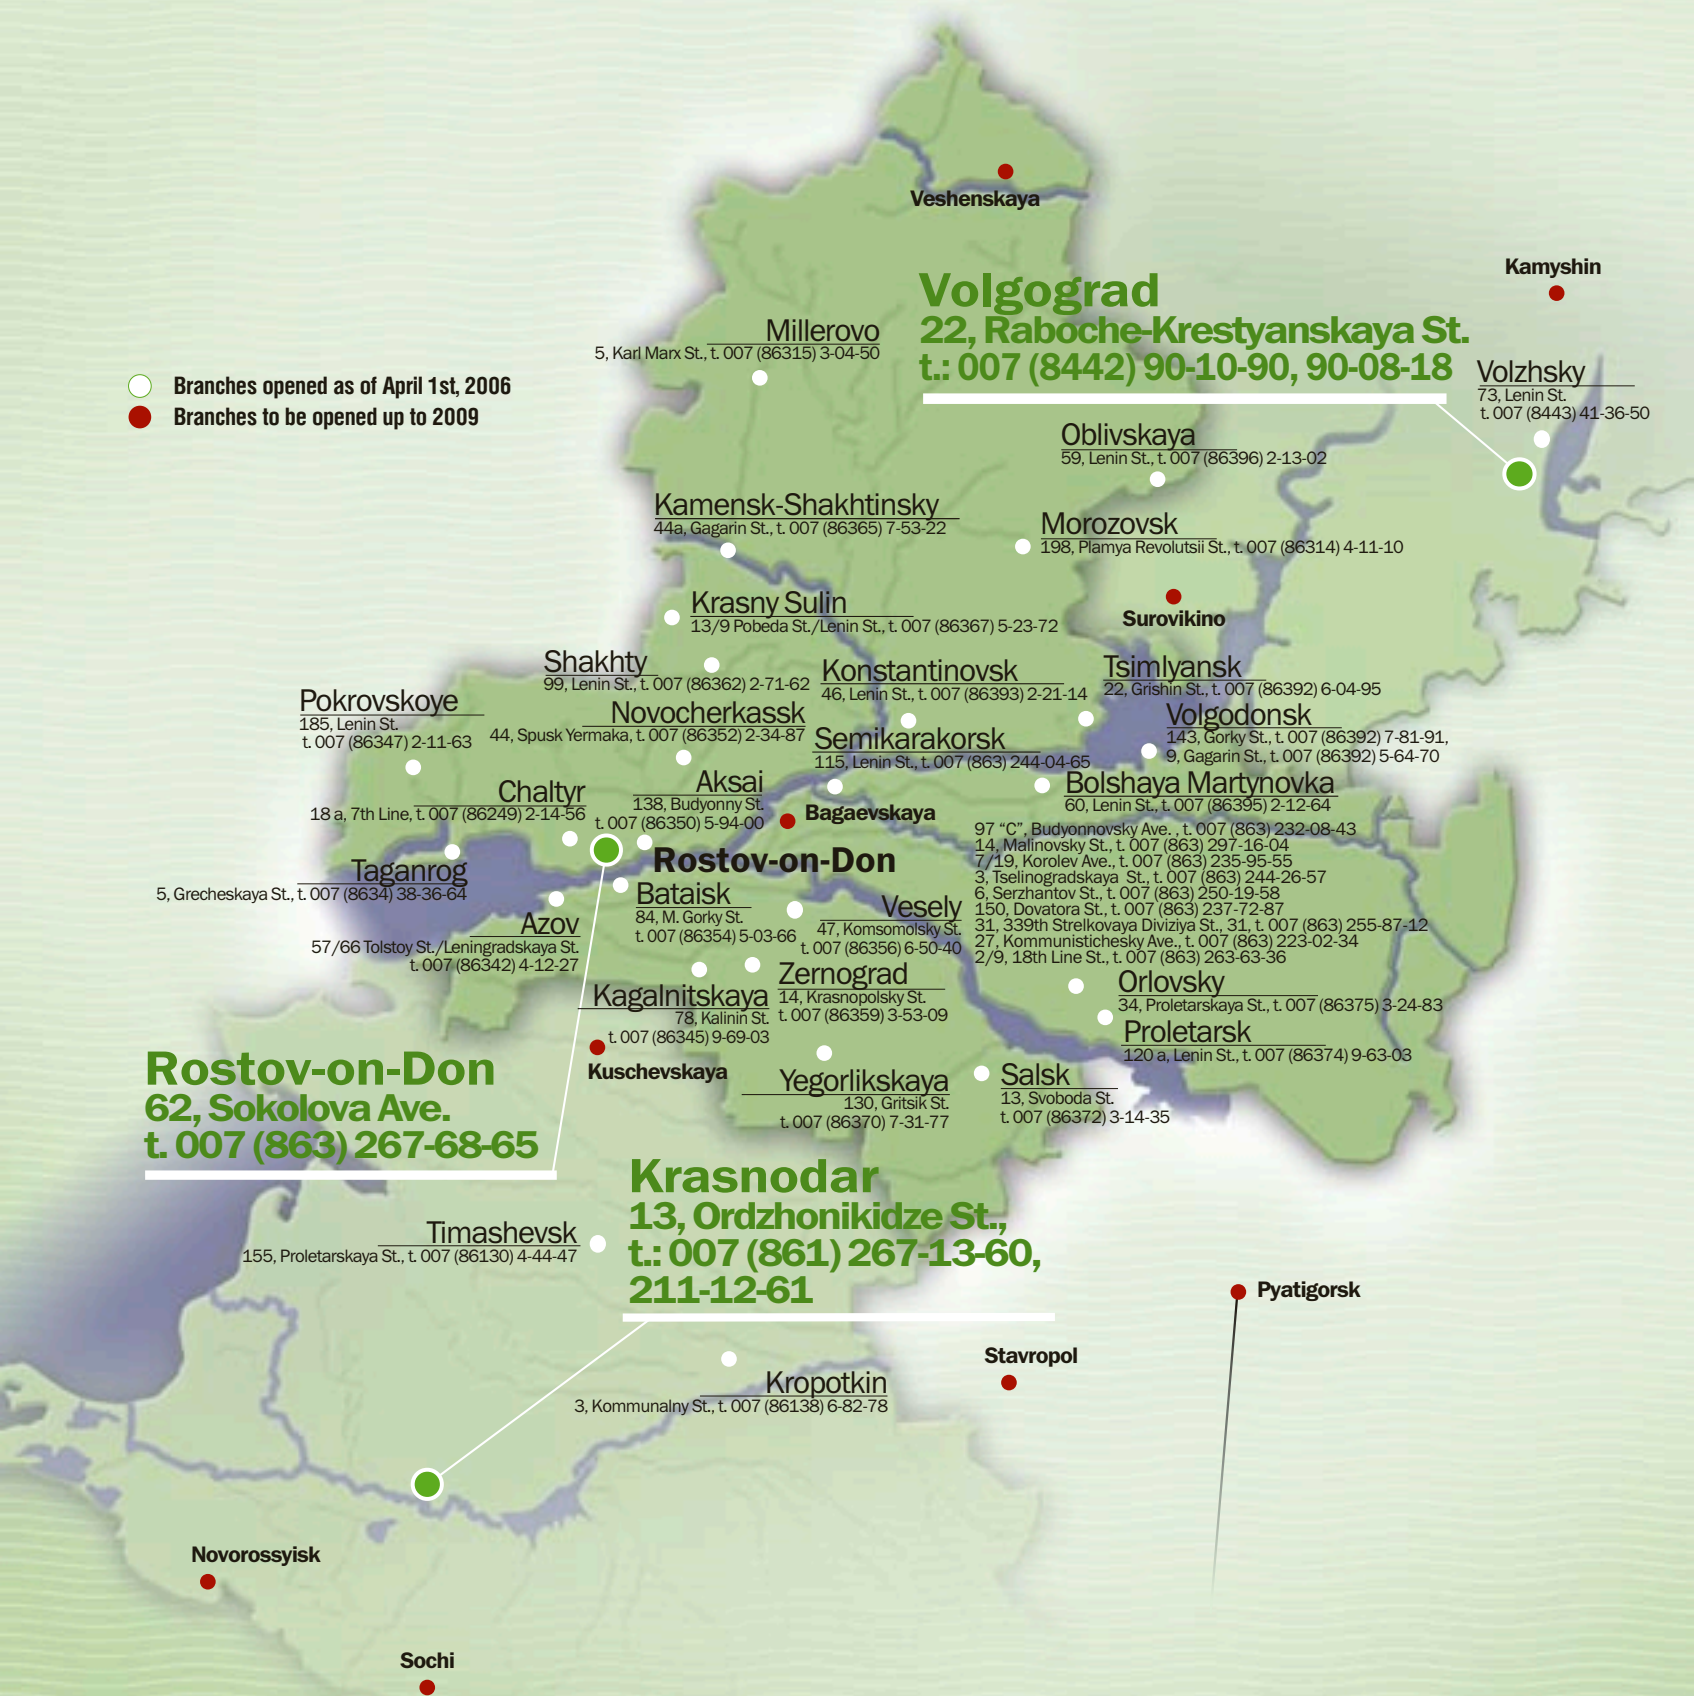 Veshenskaya
Kamyshin
Volgograd
22, Raboche-Krestyanskaya St.
t.: 007 (8442) 90-10-90, 90-08-18
Millerovo
5, Karl Marx St., t. 007 (86315) 3-04-50
Volzhsky
73, Lenin St.
t. 007 (8443) 41-36-50
Branches opened as of April 1st, 2006
Branches to be opened up to 2009
Oblivskaya
59, Lenin St., t. 007 (86396) 2-13-02
Kamensk-Shakhtinsky
44a, Gagarin St., t. 007 (86365) 7-53-22
Morozovsk
198, Plamya Revolutsii St., t. 007 (86314) 4-11-10
Krasny Sulin
13/9 Pobeda St./Lenin St., t. 007 (86367) 5-23-72
Surovikino
Shakhty
99, Lenin St., t. 007 (86362) 2-71-62
Konstantinovsk
46, Lenin St., t. 007 (86393) 2-21-14
Tsimlyansk
22, Grishin St., t. 007 (86392) 6-04-95
Pokrovskoye
185, Lenin St.
t. 007 (86347) 2-11-63
Novocherkassk
44, Spusk Yermaka, t. 007 (86352) 2-34-87
Semikarakorsk
115, Lenin St., t. 007 (863) 244-04-65
Volgodonsk
143, Gorky St., t. 007 (86392) 7-81-91,
9, Gagarin St., t. 007 (86392) 5-64-70
Chaltyr
18 a, 7th Line, t. 007 (86249) 2-14-56
Aksai
138, Budyonny St.
t. 007 (86350) 5-94-00
Bagaevskaya
Bolshaya Martynovka
60, Lenin St., t. 007 (86395) 2-12-64
Rostov-on-Don
97 “C”, Budyonnovsky Ave. , t. 007 (863) 232-08-43
14, Malinovsky St., t. 007 (863) 297-16-04
7/19, Korolev Ave., t. 007 (863) 235-95-55
3, Tselinogradskaya St., t. 007 (863) 244-26-57
6, Serzhantov St., t. 007 (863) 250-19-58
150, Dovatora St., t. 007 (863) 237-72-87
31, 339th Strelkovaya Diviziya St., 31, t. 007 (863) 255-87-12
27, Kommunistichesky Ave., t. 007 (863) 223-02-34
2/9, 18th Line St., t. 007 (863) 263-63-36
Taganrog
5, Grecheskaya St., t. 007 (8634) 38-36-64
Azov
57/66 Tolstoy St./Leningradskaya St.
t. 007 (86342) 4-12-27
Bataisk
84, M. Gorky St.
t. 007 (86354) 5-03-66
Vesely
47, Komsomolsky St.
t. 007 (86356) 6-50-40
Kagalnitskaya
78, Kalinin St.
t. 007 (86345) 9-69-03
Zernograd
14, Krasnopolsky St.
t. 007 (86359) 3-53-09
Orlovsky
34, Proletarskaya St., t. 007 (86375) 3-24-83
Proletarsk
120 a, Lenin St., t. 007 (86374) 9-63-03
Kuschevskaya
Yegorlikskaya
130, Gritsik St.
t. 007 (86370) 7-31-77
Salsk
13, Svoboda St.
t. 007 (86372) 3-14-35
Rostov-on-Don
62, Sokolova Ave.
t. 007 (863) 267-68-65
Krasnodar
13, Ordzhonikidze St.,
t.: 007 (861) 267-13-60,
211-12-61
Timashevsk
155, Proletarskaya St., t. 007 (86130) 4-44-47
Pyatigorsk
Stavropol
Kropotkin
3, Kommunalny St., t. 007 (86138) 6-82-78
Novorossyisk
Sochi